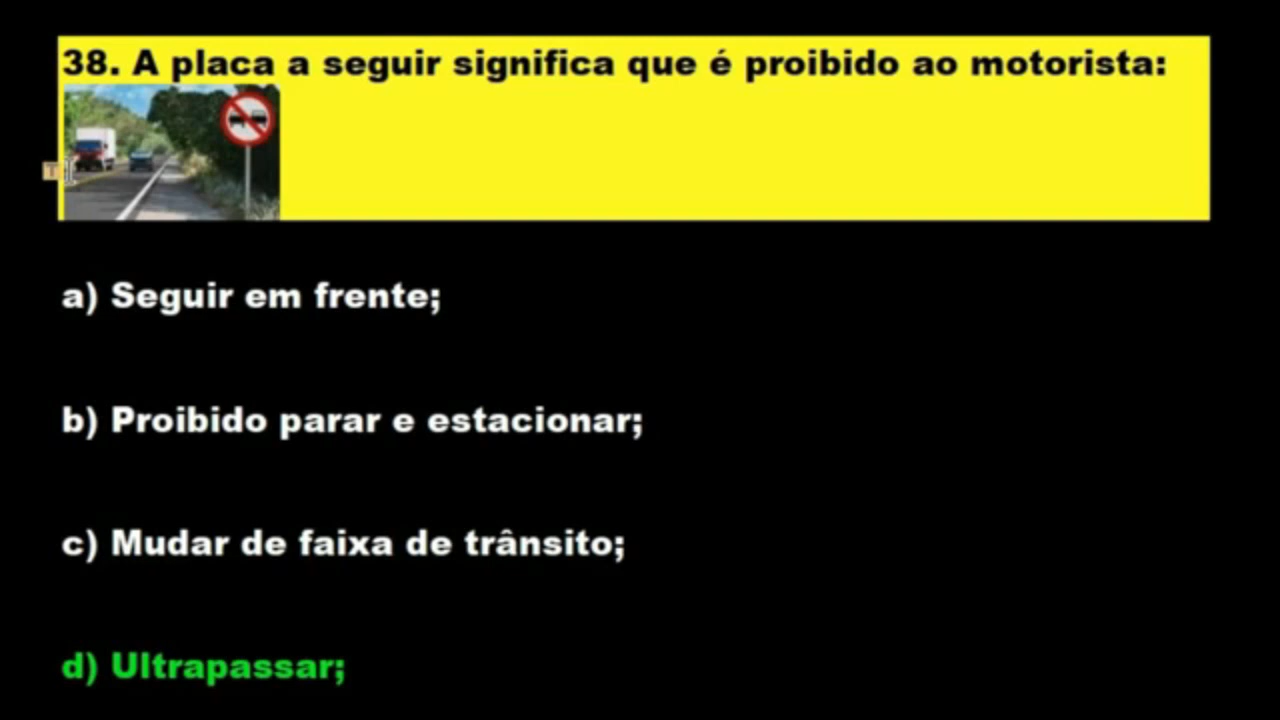 38. A placa a seguir significa que é proibido ao motorista:
a) Seguir em frente;
b) Proibido parar e estacionar;
c) Mudar de faixa de trânsito;
d) Ultrapassar;